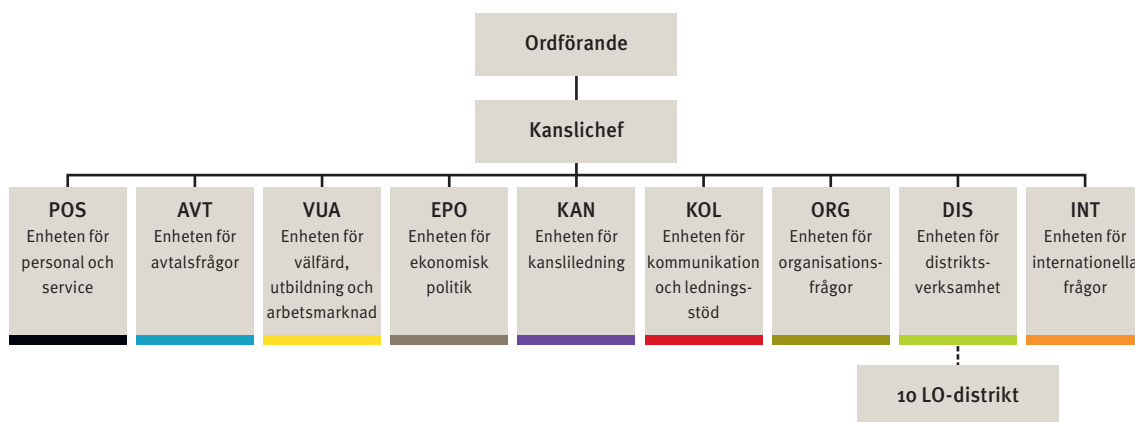 Ordförande
Kanslichef
POS
Enheten för
personal och
service
AVT
Enheten för
avtalsfrågor
VUA
Enheten för
välfärd,
utbildning och
arbetsmarknad
EPO
Enheten för
ekonomisk
politik
KAN
Enheten för
kansliledning
KOL
Enheten för
kommunikation
och lednings-
stöd
ORG
Enheten för
organisations-
frågor
DIS
Enheten för
distrikts-
verksamhet
INT
Enheten för
internationella
frågor
10 LO-distrikt